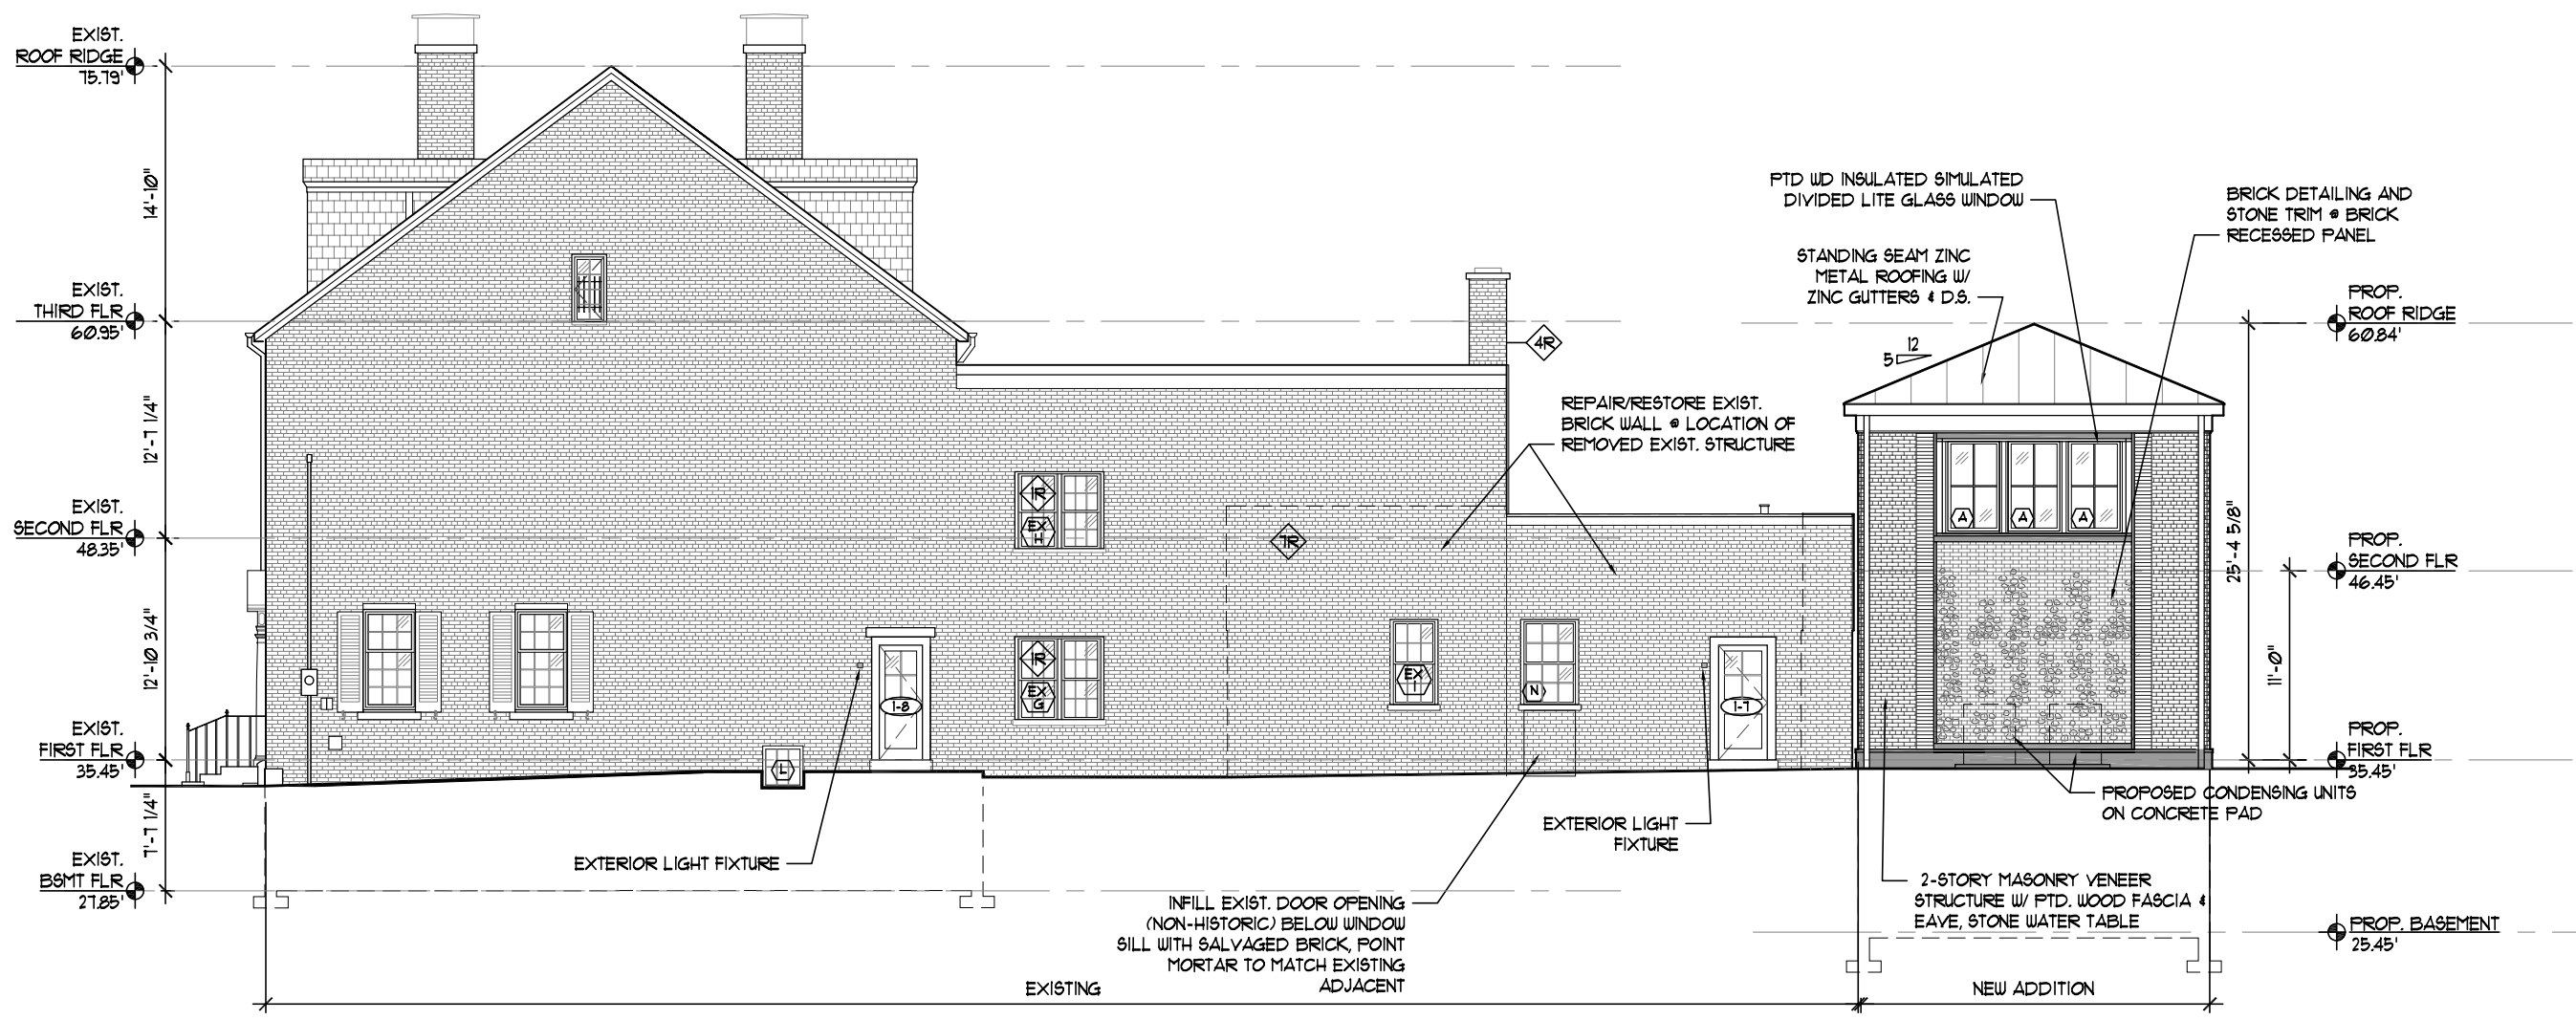 EXIST.
ROOF RIDGE
75.79'
14'-10"
EXIST.
THIRD FLR
60.95'
12'-7 1/4"
EXIST.
SECOND FLR
48.35'
12'-10 3/4"
EXIST.
FIRST FLR
35.45'
7'-7 1/4"
EXIST.
BSMT FLR
27.85'
EXTERIOR LIGHT FIXTURE
L
1-8
1R
EX
H
1R
EX
G
7R
4R
REPAIR/RESTORE EXIST.
BRICK WALL @ LOCATION OF
REMOVED EXIST. STRUCTURE
EX
I
N
1-7
EXTERIOR LIGHT
FIXTURE
INFILL EXIST. DOOR OPENING
(NON-HISTORIC) BELOW WINDOW
SILL WITH SALVAGED BRICK, POINT
MORTAR TO MATCH EXISTING
ADJACENT
EXISTING
PTD WD INSULATED SIMULATED
DIVIDED LITE GLASS WINDOW
STANDING SEAM ZINC
METAL ROOFING W/
ZINC GUTTERS & D.S.
12
5
BRICK DETAILING AND
STONE TRIM @ BRICK
RECESSED PANEL
A
A
A
25'-4 5/8"
11'-0"
PROP.
ROOF RIDGE
60.84'
PROP.
SECOND FLR
46.45'
PROP.
FIRST FLR
35.45'
PROPOSED CONDENSING UNITS
ON CONCRETE PAD
2-STORY MASONRY VENEER
STRUCTURE W/ PTD. WOOD FASCIA &
EAVE, STONE WATER TABLE
PROP. BASEMENT
25.45'
NEW ADDITION